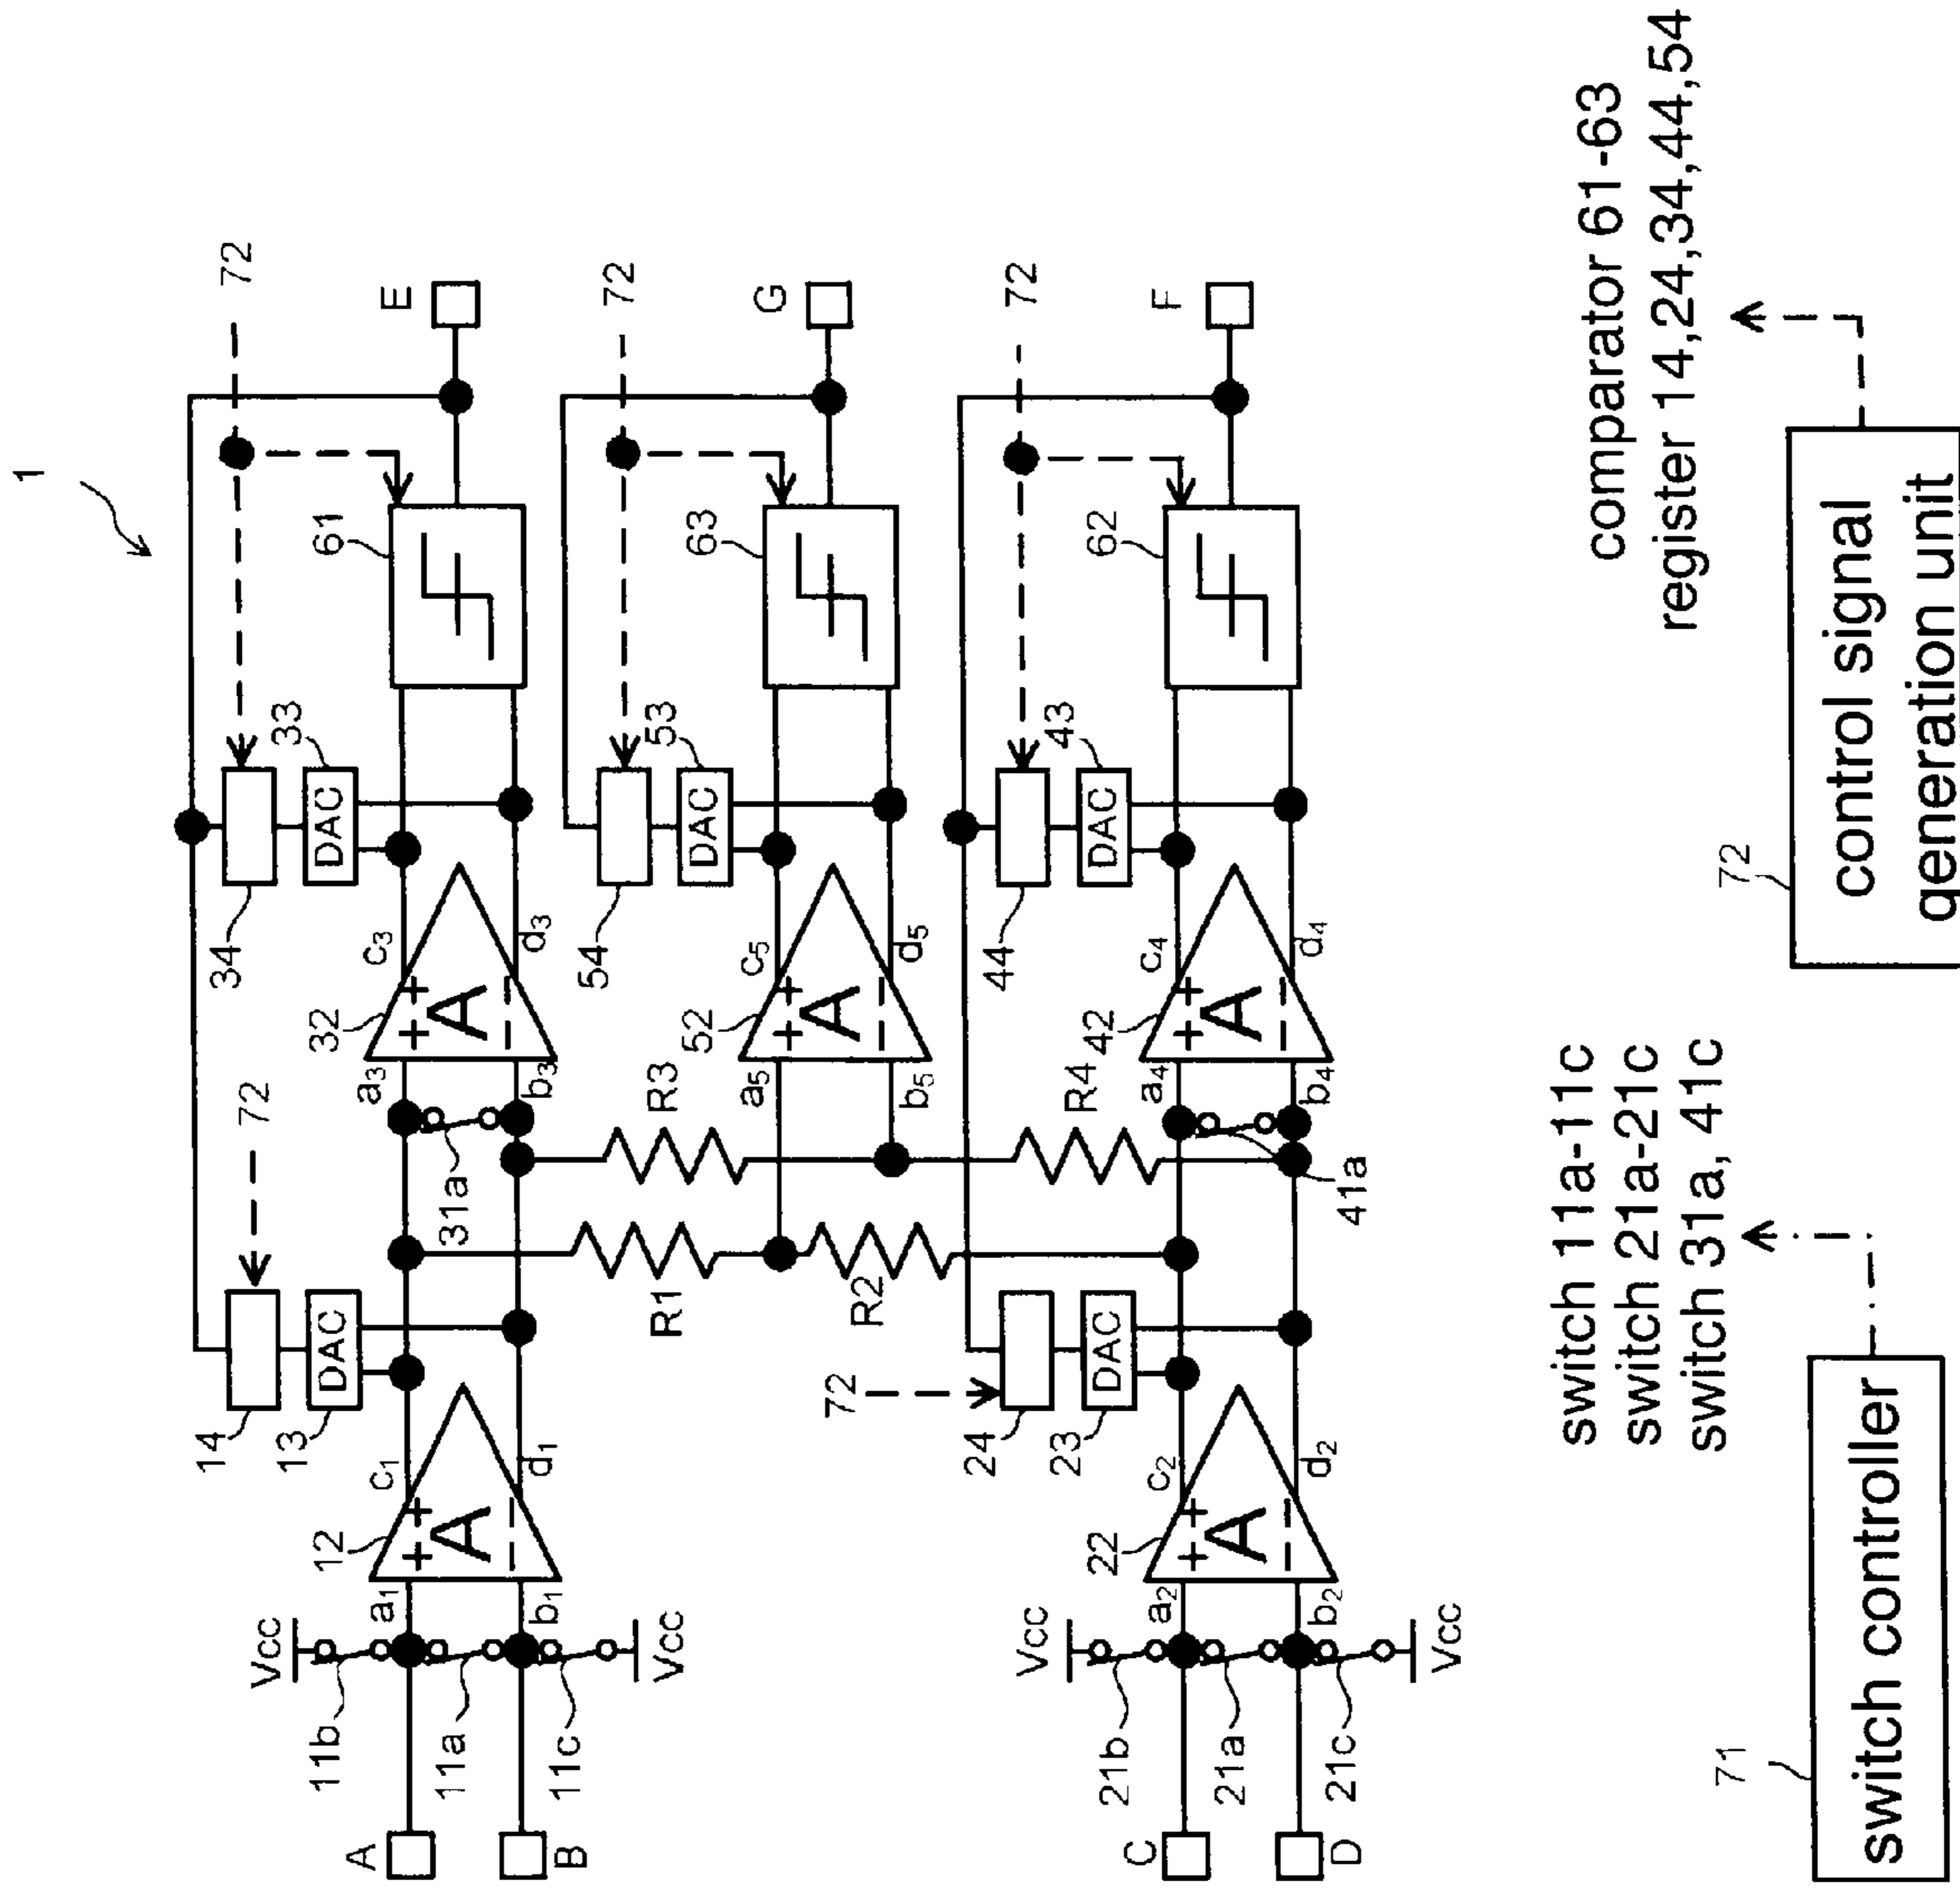 1
72
E
61
34
33
32
c₃
d₃
a₃
b₃
A
+ +
− −
DAC
72
14
13
DAC
12
c₁
d₁
a₁
b₁
A
+ +
− −
Vcc
Vcc
11b
11a
11c
A
B
31a
R3
R1
72
G
63
54
53
DAC
52
c₅
d₅
a₅
b₅
A
+ +
− −
R4
R2
72
F
62
44
43
DAC
42
c₄
d₄
a₄
b₄
A
+ +
− −
41a
72
24
23
DAC
22
c₂
d₂
a₂
b₂
A
+ +
− −
Vcc
Vcc
21b
21a
21c
C
D
switch 11a-11c
switch 21a-21c
switch 31a, 41c
71
switch controller
comparator 61-63
register 14,24,34,44,54
72
control signal
generation unit